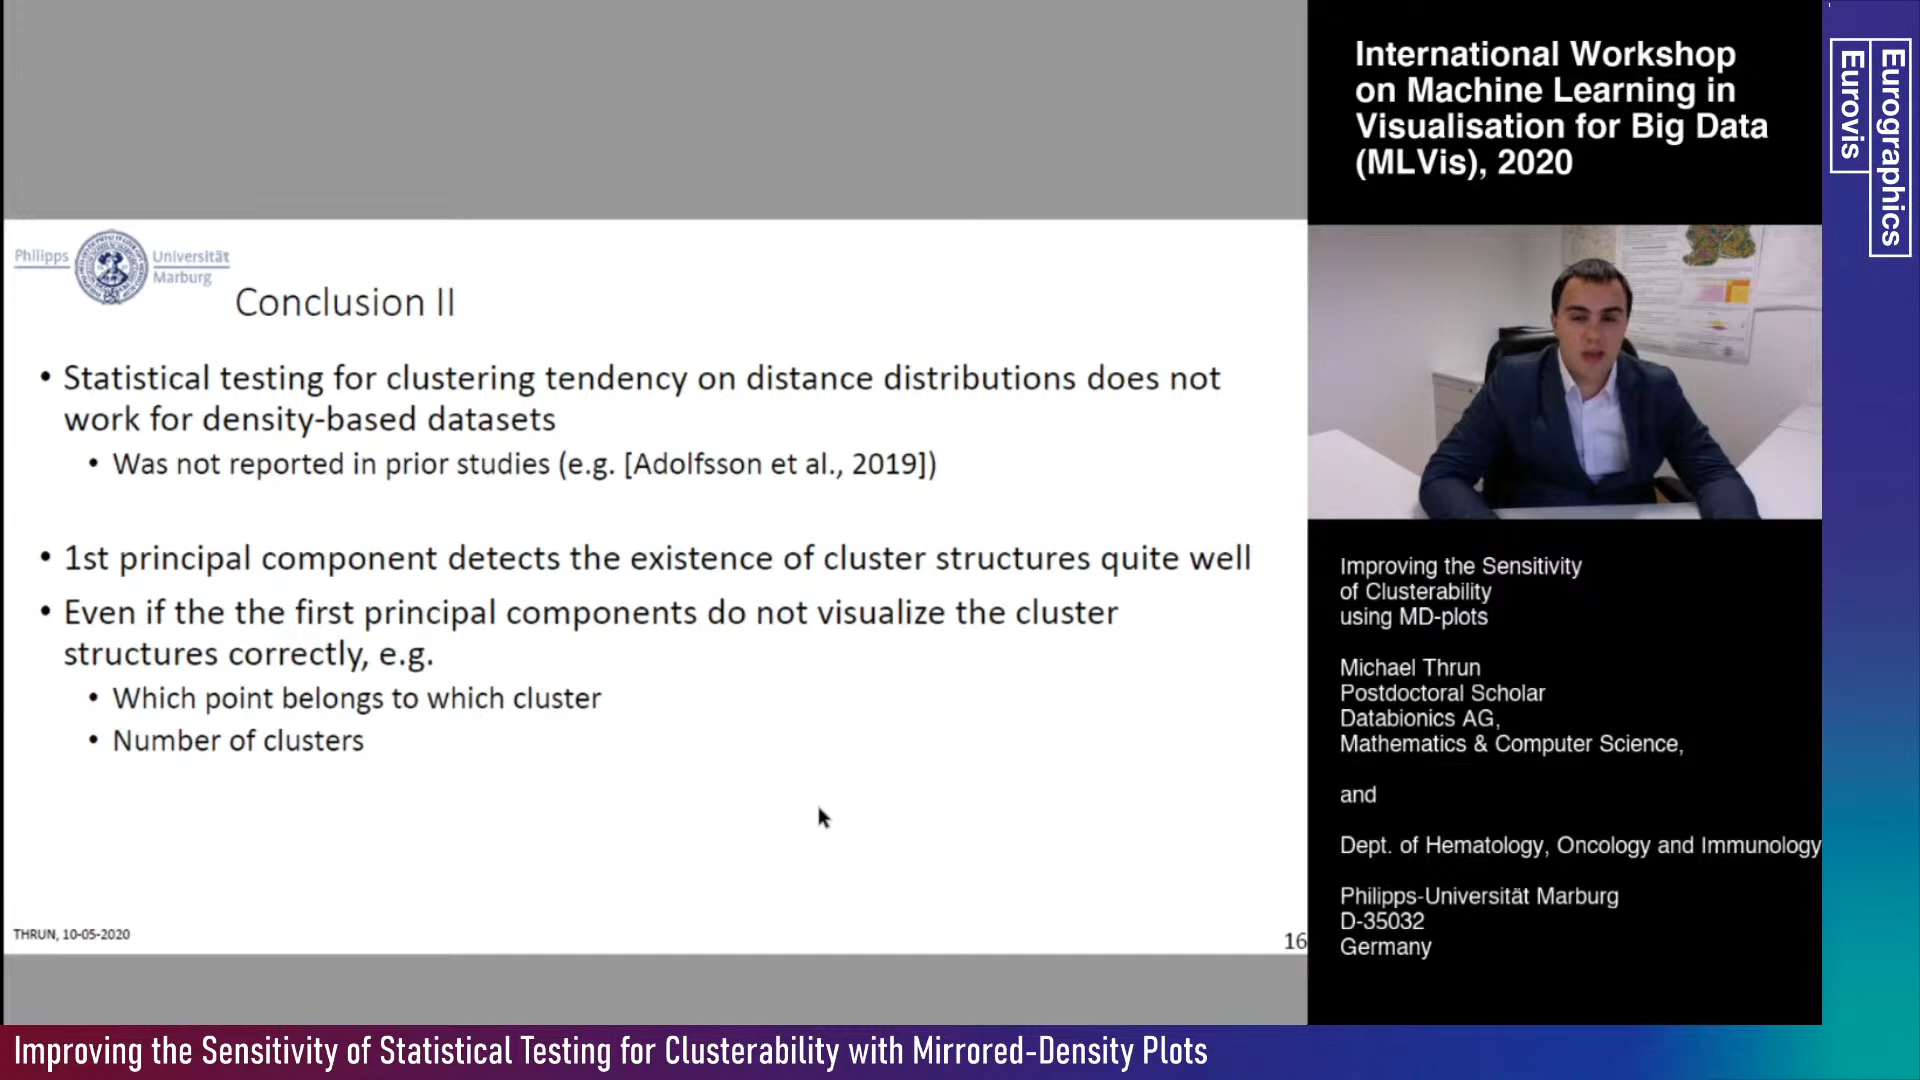 International Workshop
on Machine Learning in
Visualisation for Big Data
(MLVis), 2020
Eurographics
Eurovis
Philipps
Universität
Marburg
Conclusion II
• Statistical testing for clustering tendency on distance distributions does not
work for density-based datasets
• Was not reported in prior studies (e.g. [Adolfsson et al., 2019])
• 1st principal component detects the existence of cluster structures quite well
• Even if the the first principal components do not visualize the cluster
structures correctly, e.g.
• Which point belongs to which cluster
• Number of clusters
THRUN, 10-05-2020
16
Improving the Sensitivity
of Clusterability
using MD-plots
Michael Thrun
Postdoctoral Scholar
Databionics AG,
Mathematics & Computer Science,
and
Dept. of Hematology, Oncology and Immunology
Philipps-Universität Marburg
D-35032
Germany
Improving the Sensitivity of Statistical Testing for Clusterability with Mirrored-Density Plots